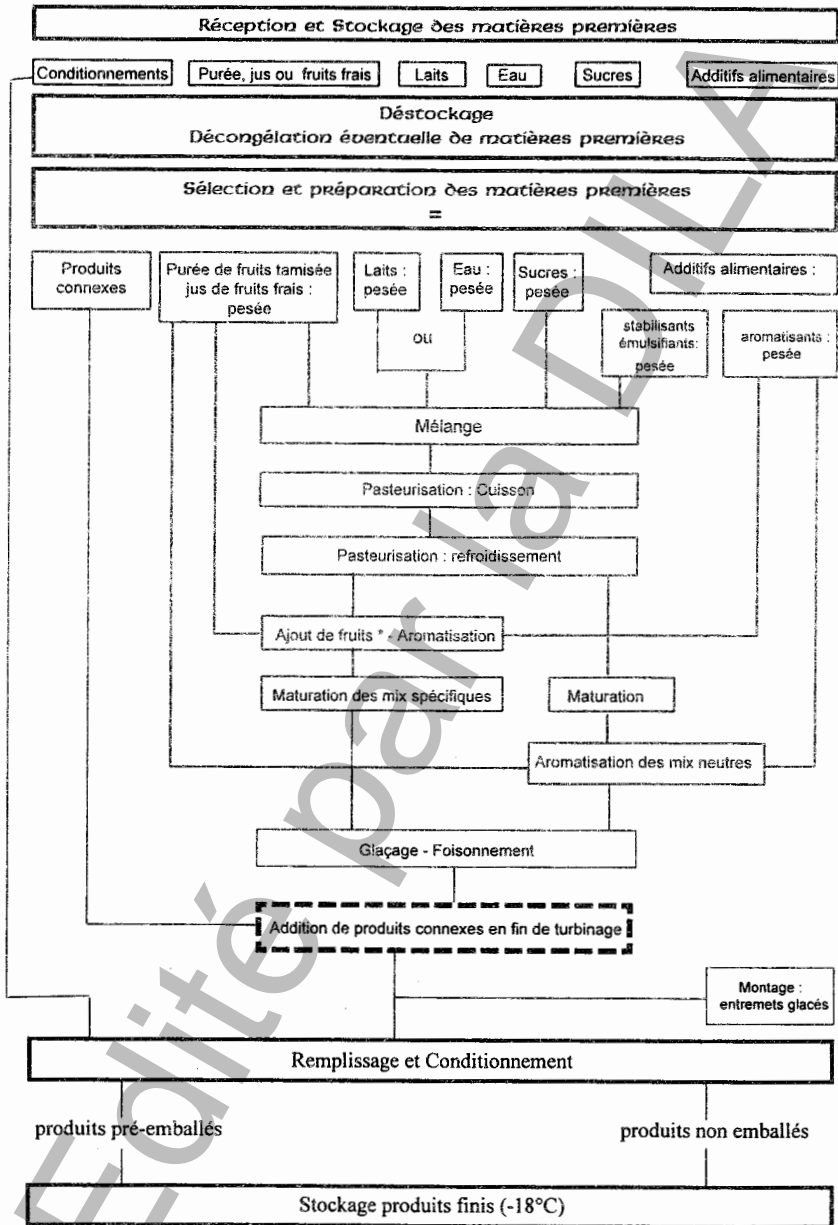 Réception et Stockage des matières premières
Conditionnements
Purée, jus ou fruits frais
Laits
Eau
Sucres
Additifs alimentaires
Déstockage
Décongélation éventuelle de matières premières
Sélection et préparation des matières premières
=
Produits
connexes
Purée de fruits tamisée
jus de fruits frais :
pesée
Laits :
pesée
Eau :
pesée
Sucres :
pesée
Additifs alimentaires :
ou
stabilisants
émulsifiants:
pesée
aromatisants :
pesée
Mélange
Pasteurisation : Cuisson
Pasteurisation : refroidissement
Ajout de fruits * - Aromatisation
Maturation des mix spécifiques
Maturation
Aromatisation des mix neutres
Glaçage - Foisonnement
Addition de produits connexes en fin de turbinage
Montage :
entremets glacés
Remplissage et Conditionnement
produits pré-emballés
produits non emballés
Stockage produits finis (-18°C)
Edité par la DILA